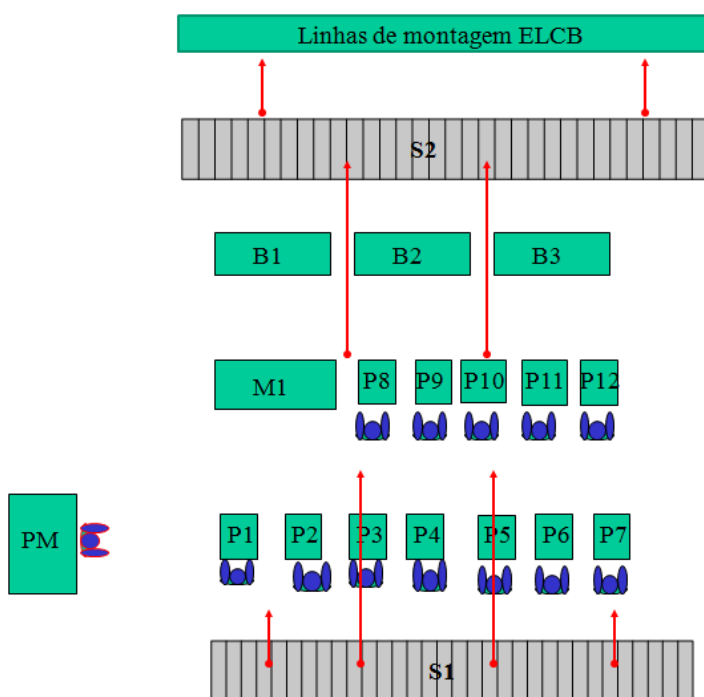 Linhas de montagem ELCB
S2
B1 B2 B3
M1 P8 P9 P10 P11 P12
PM P1 P2 P3 P4 P5 P6 P7
S1